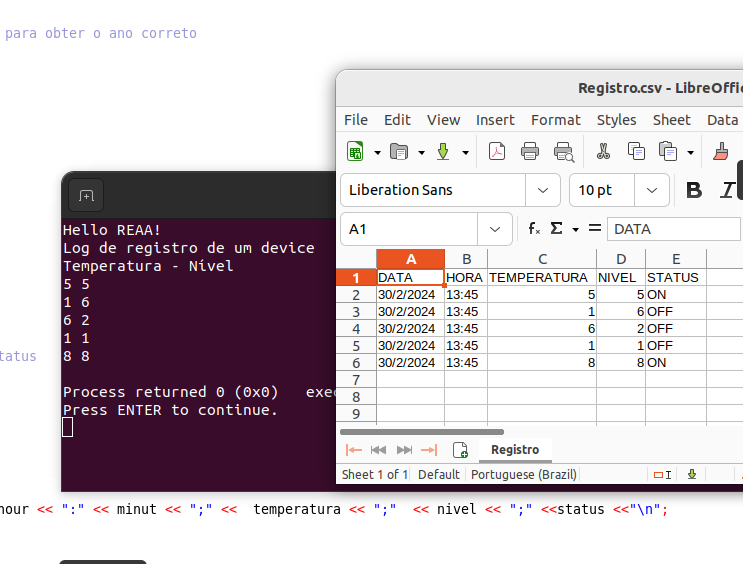 para obter o ano correto
Registro.csv - LibreOffi
File Edit View Insert Format Styles Sheet Data
Liberation Sans 10 pt B I
A1 fx Σ = DATA
A B C D E
1 DATA HORA TEMPERATURA NIVEL STATUS
2 30/2/2024 13:45 5 5 ON
3 30/2/2024 13:45 1 6 OFF
4 30/2/2024 13:45 6 2 OFF
5 30/2/2024 13:45 1 1 OFF
6 30/2/2024 13:45 8 8 ON
7
8
9
Registro
Sheet 1 of 1 Default Portuguese (Brazil)
Hello REAA!
Log de registro de um device
Temperatura - Nível
5 5
1 6
6 2
1 1
8 8
Process returned 0 (0x0) exec
Press ENTER to continue.
tatus
hour << ":" << minut << ";" << temperatura << ";" << nivel << ";" <<status <<"\n";